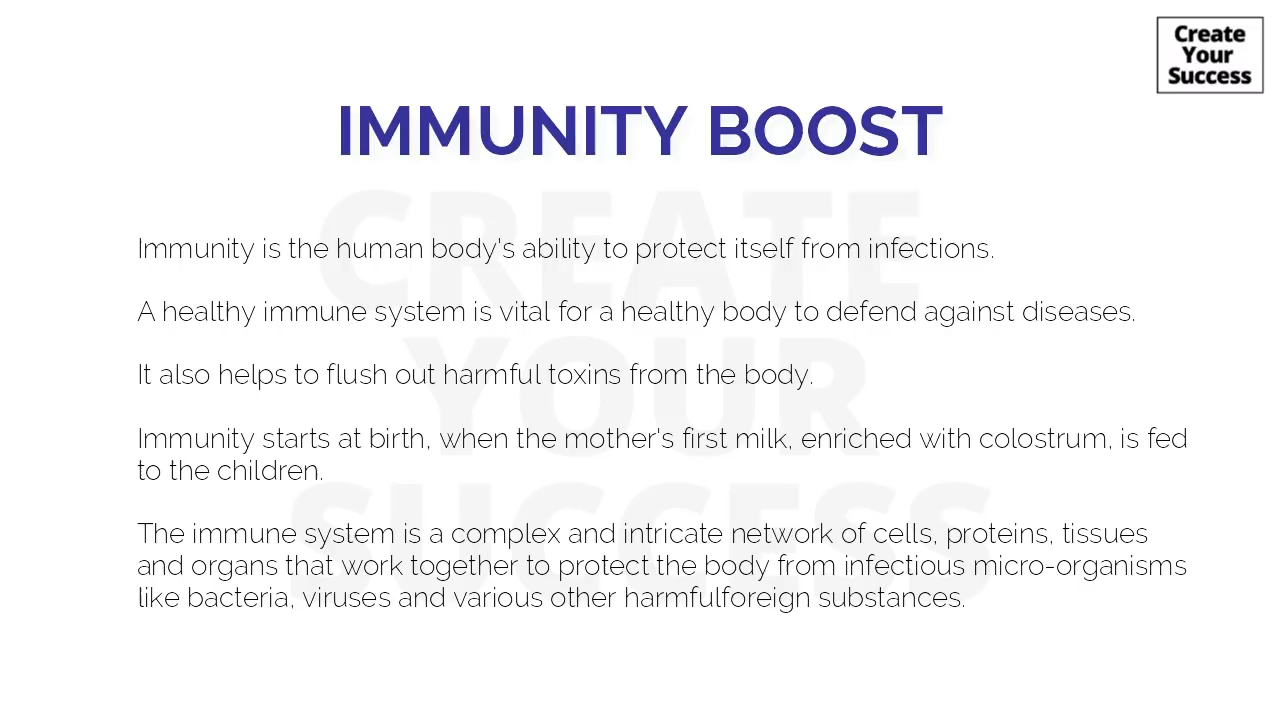 Create
Your
Success
IMMUNITY BOOST
CREATE
YOUR
SUCCESS
Immunity is the human body's ability to protect itself from infections.
A healthy immune system is vital for a healthy body to defend against diseases.
It also helps to flush out harmful toxins from the body.
Immunity starts at birth, when the mother's first milk, enriched with colostrum, is fed
to the children.
The immune system is a complex and intricate network of cells, proteins, tissues
and organs that work together to protect the body from infectious micro-organisms
like bacteria, viruses and various other harmfulforeign substances.